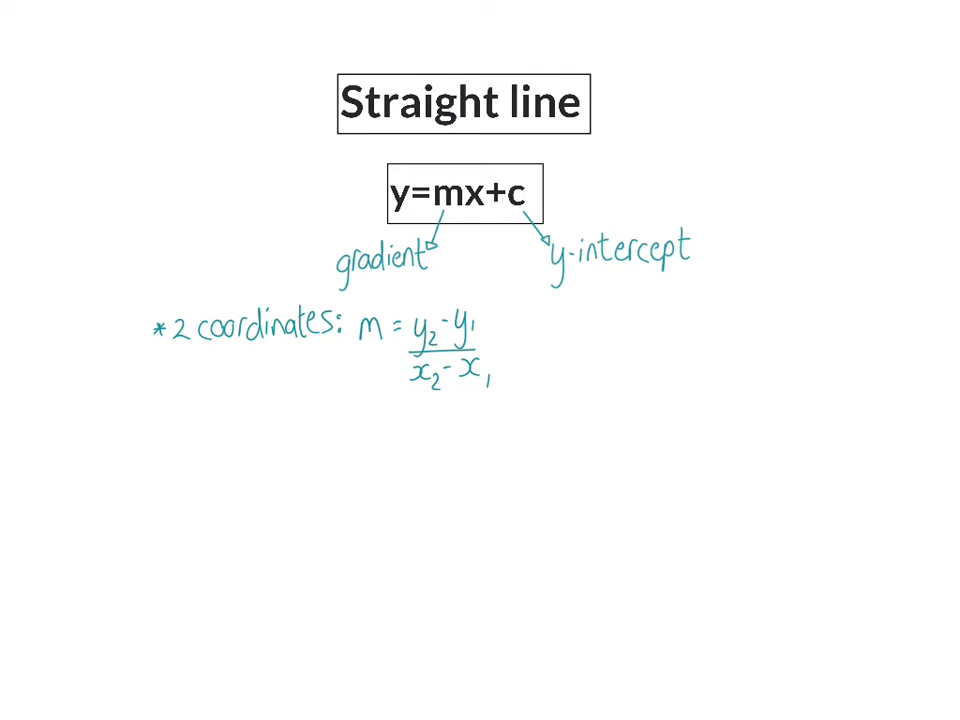 Straight line
y=mx+c
gradient y-intercept
*2 coordinates: m = y₂-y₁
x₂-x₁